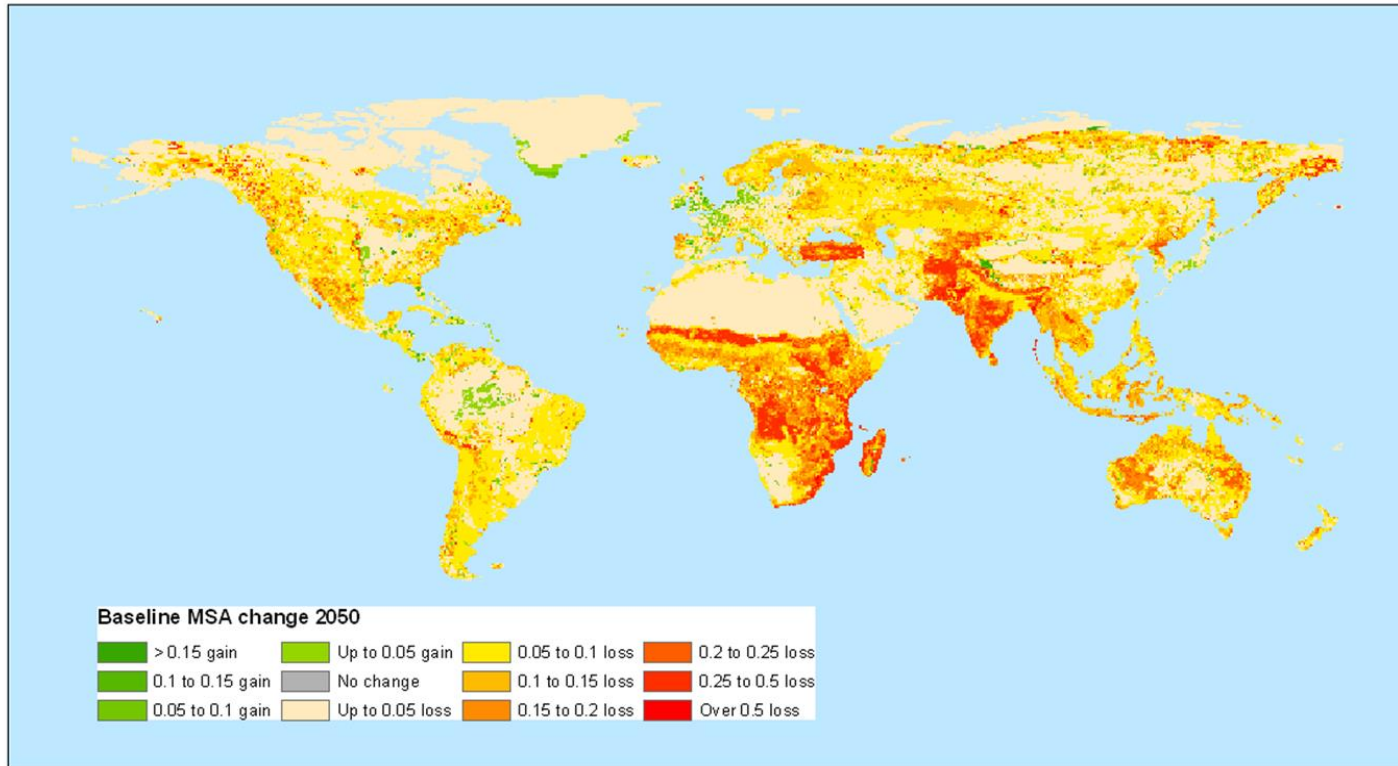 Baseline MSA change 2050
> 0.15 gain
0.1 to 0.15 gain
0.05 to 0.1 gain
Up to 0.05 gain
No change
Up to 0.05 loss
0.05 to 0.1 loss
0.1 to 0.15 loss
0.15 to 0.2 loss
0.2 to 0.25 loss
0.25 to 0.5 loss
Over 0.5 loss